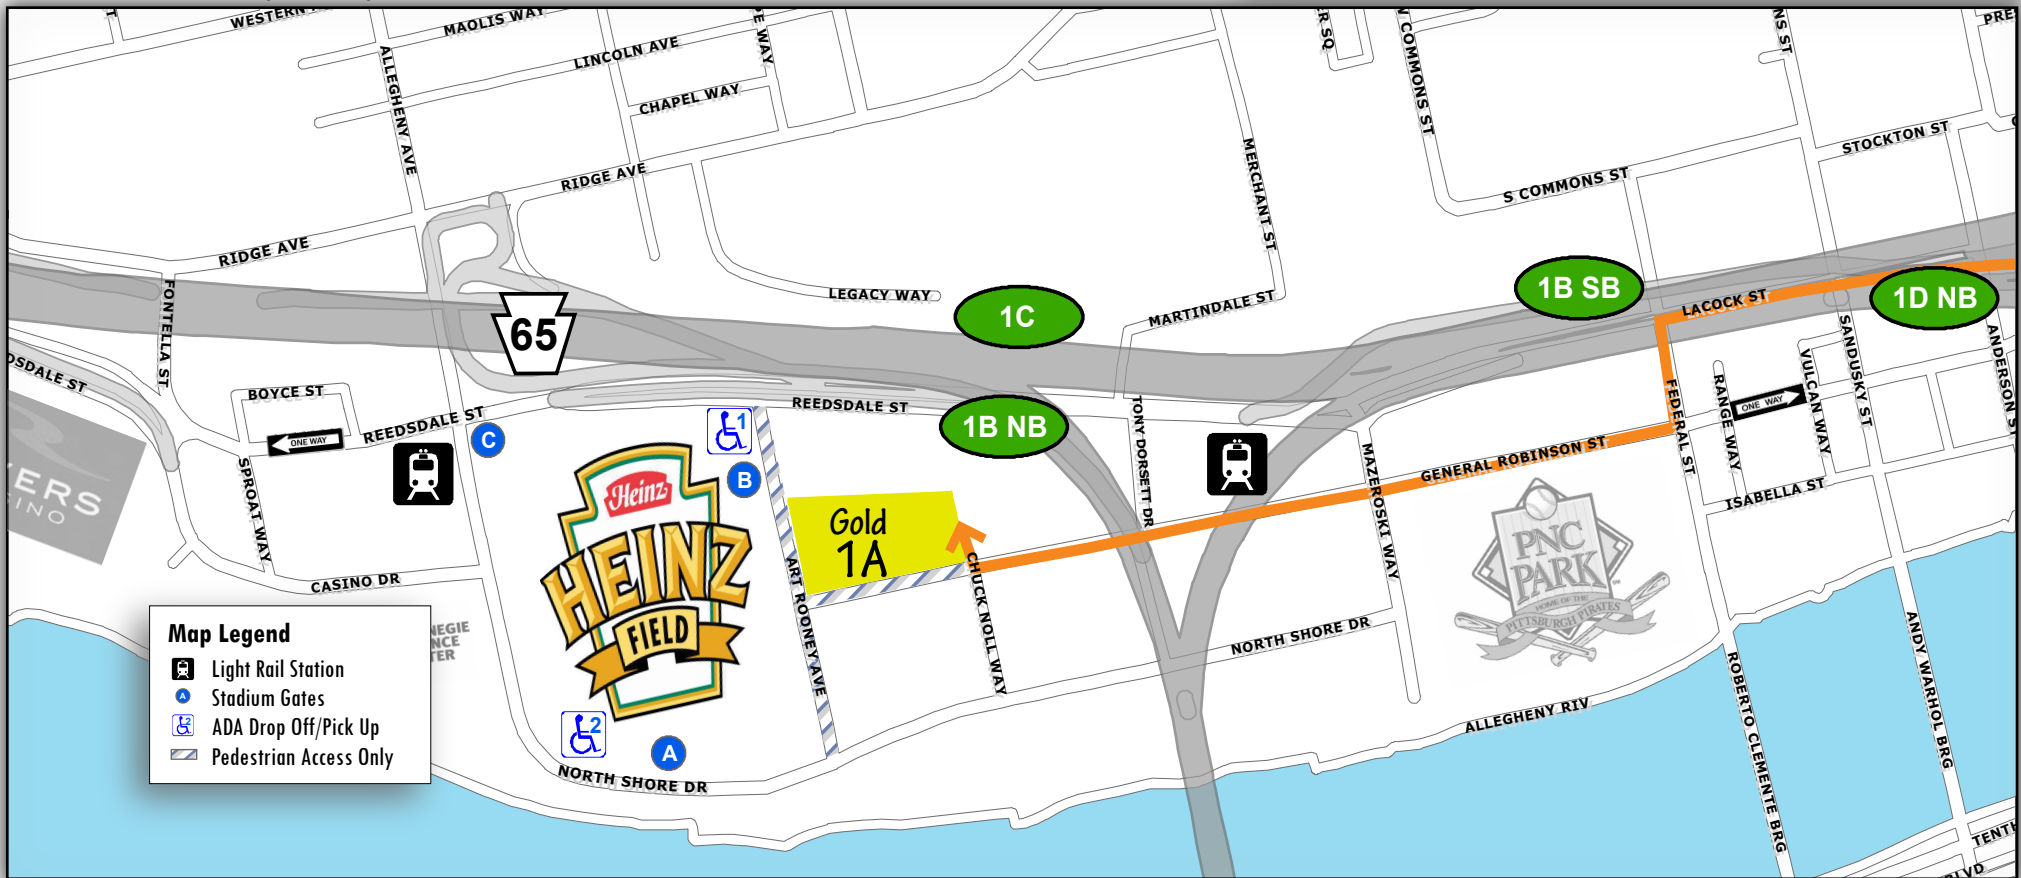 WESTERN
MAOLIS WAY
LINCOLN AVE
CHAPEL WAY
ALLEGHENY AVE
RIDGE AVE
RIDGE AVE
MERCHANT ST
COMMONS ST
S COMMONS ST
STOCKTON ST
FONTELLA ST
LEGACY WAY
MARTINDALE ST
65
1C
1B SB
1D NB
1B NB
LACOCK ST
SANDUSKY ST
ANDERSON ST
VULCAN WAY
RANGE WAY
FEDERAL ST
ONE WAY
BOYCE ST
ONE WAY
REEDSDALE ST
REEDSDALE ST
SPROAT WAY
CASINO DR
C
1
B
Heinz
HEINZ
FIELD
Gold
1A
2
A
ART ROONEY AVE
CHUCK NOLL WAY
TONY DORSETT DR
MAZEROSKI WAY
GENERAL ROBINSON ST
ISABELLA ST
PNC
PARK
HOME OF THE
PITTSBURGH PIRATES
NORTH SHORE DR
NORTH SHORE DR
ALLEGHENY RIV
ROBERTO CLEMENTE BRG
ANDY WARHOL BRG
Map Legend
Light Rail Station
A
Stadium Gates
2
ADA Drop Off/Pick Up
Pedestrian Access Only